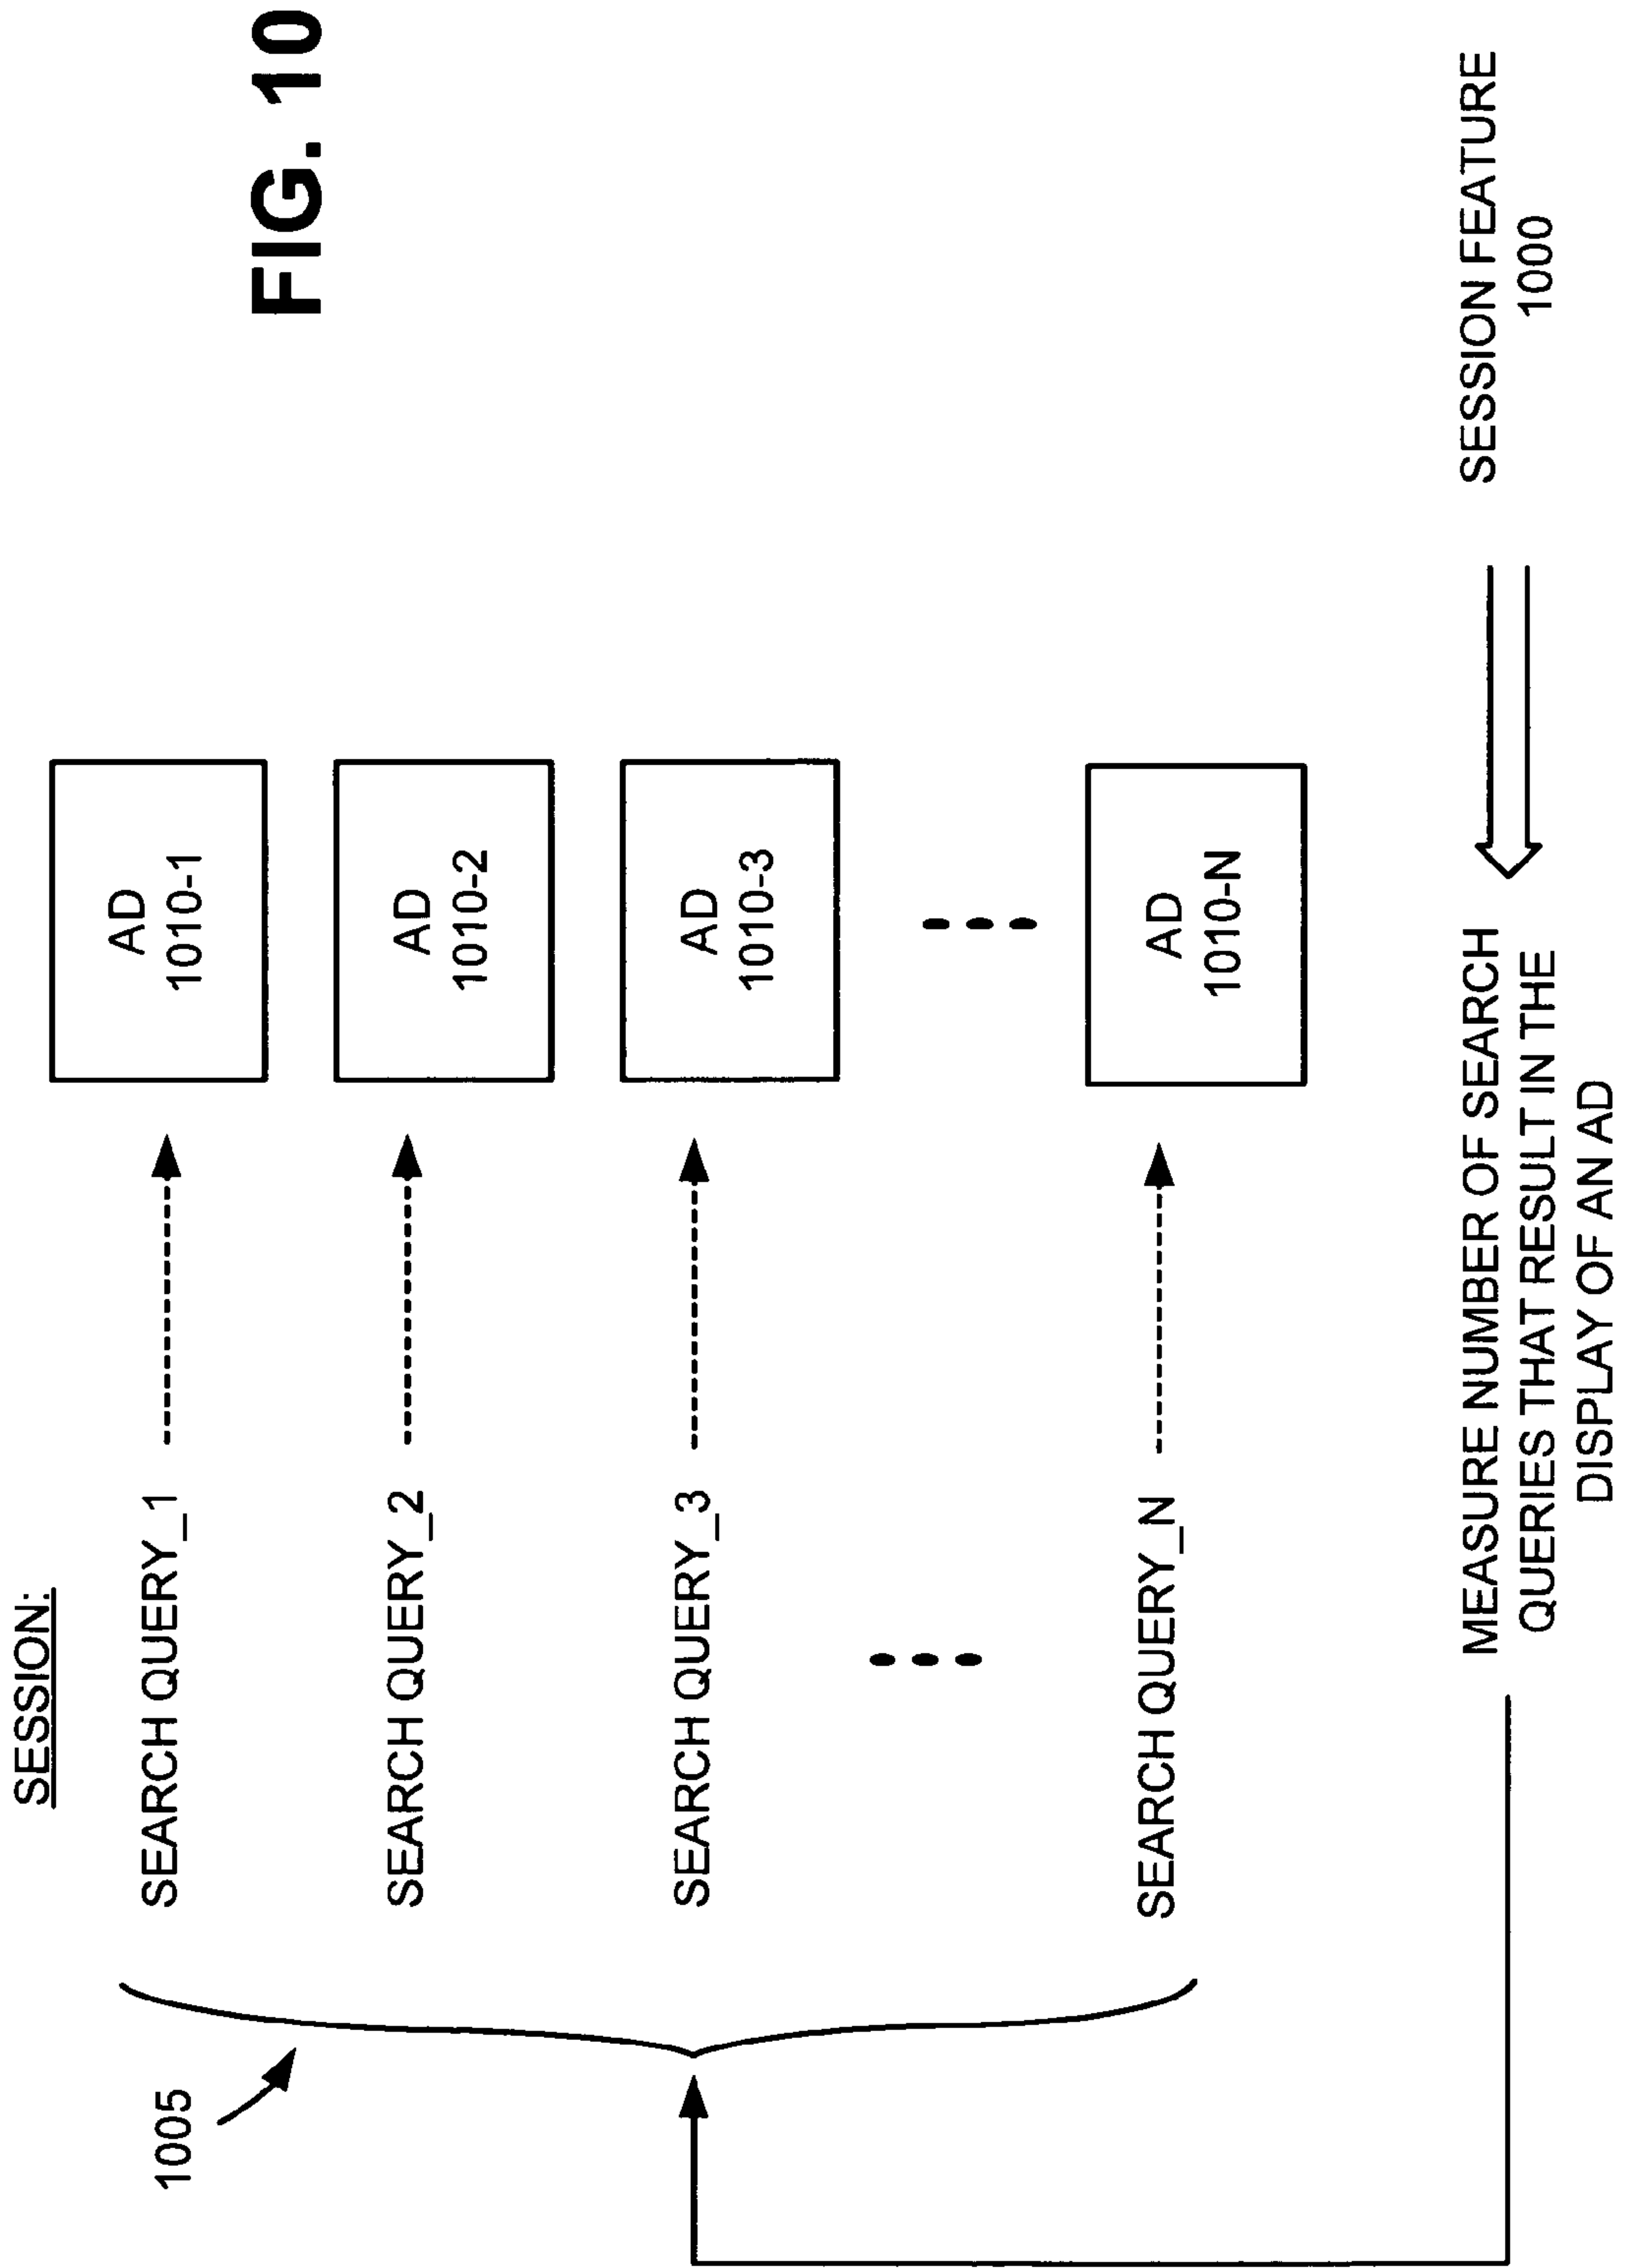 FIG. 10
SESSION:
SEARCH QUERY_1
AD
1010-1
SEARCH QUERY_2
AD
1010-2
SEARCH QUERY_3
AD
1010-3
SEARCH QUERY_N
AD
1010-N
1005
MEASURE NUMBER OF SEARCH
QUERIES THAT RESULT IN THE
DISPLAY OF AN AD
SESSION FEATURE
1000